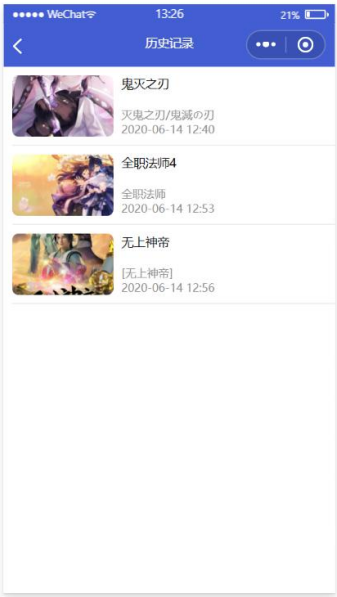 WeChat
13:26
21%
历史记录
鬼灭之刃
灭鬼之刃/鬼滅の刃
2020-06-14 12:40
全职法师4
全职法师
2020-06-14 12:53
无上神帝
[无上神帝]
2020-06-14 12:56